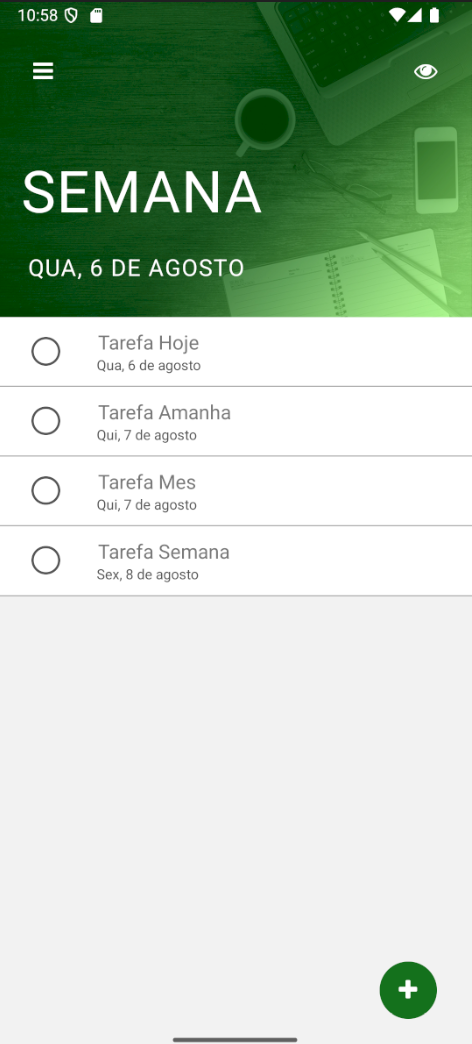 10:58
SEMANA
QUA, 6 DE AGOSTO
Tarefa Hoje
Qua, 6 de agosto
Tarefa Amanha
Qui, 7 de agosto
Tarefa Mes
Qui, 7 de agosto
Tarefa Semana
Sex, 8 de agosto